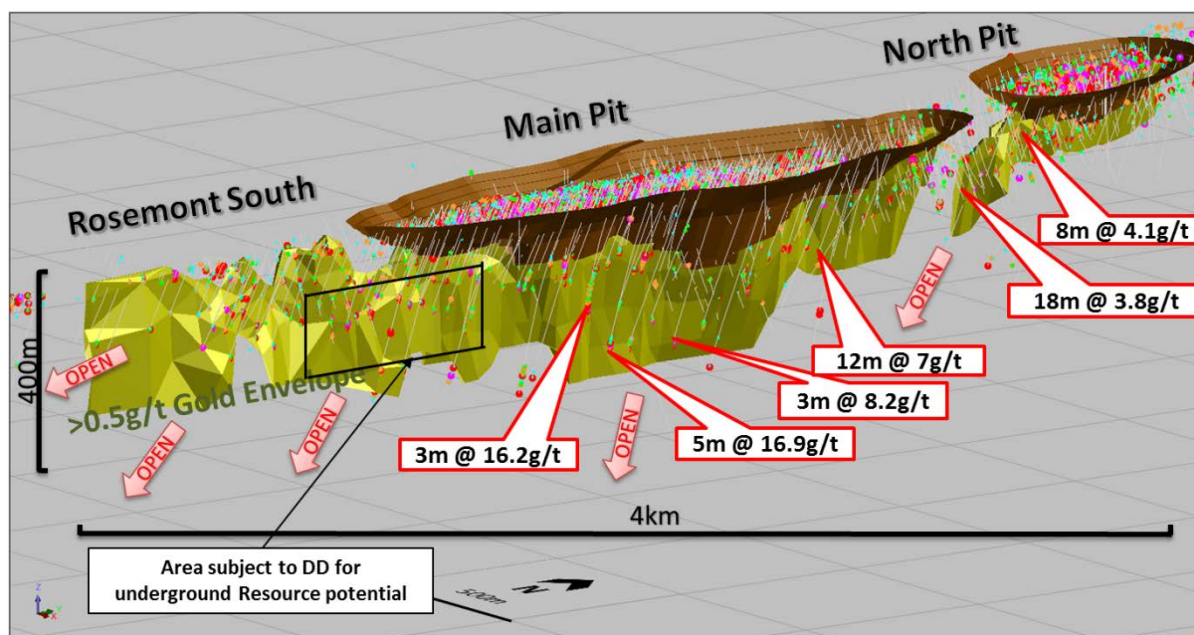 North Pit
Main Pit
Rosemont South
8m @ 4.1g/t
OPEN
18m @ 3.8g/t
400m
OPEN
12m @ 7g/t
>0.5g/t Gold Envelope
3m @ 8.2g/t
OPEN
OPEN
OPEN
3m @ 16.2g/t
5m @ 16.9g/t
4km
Area subject to DD for
underground Resource potential
500m
N
Z
Y
X